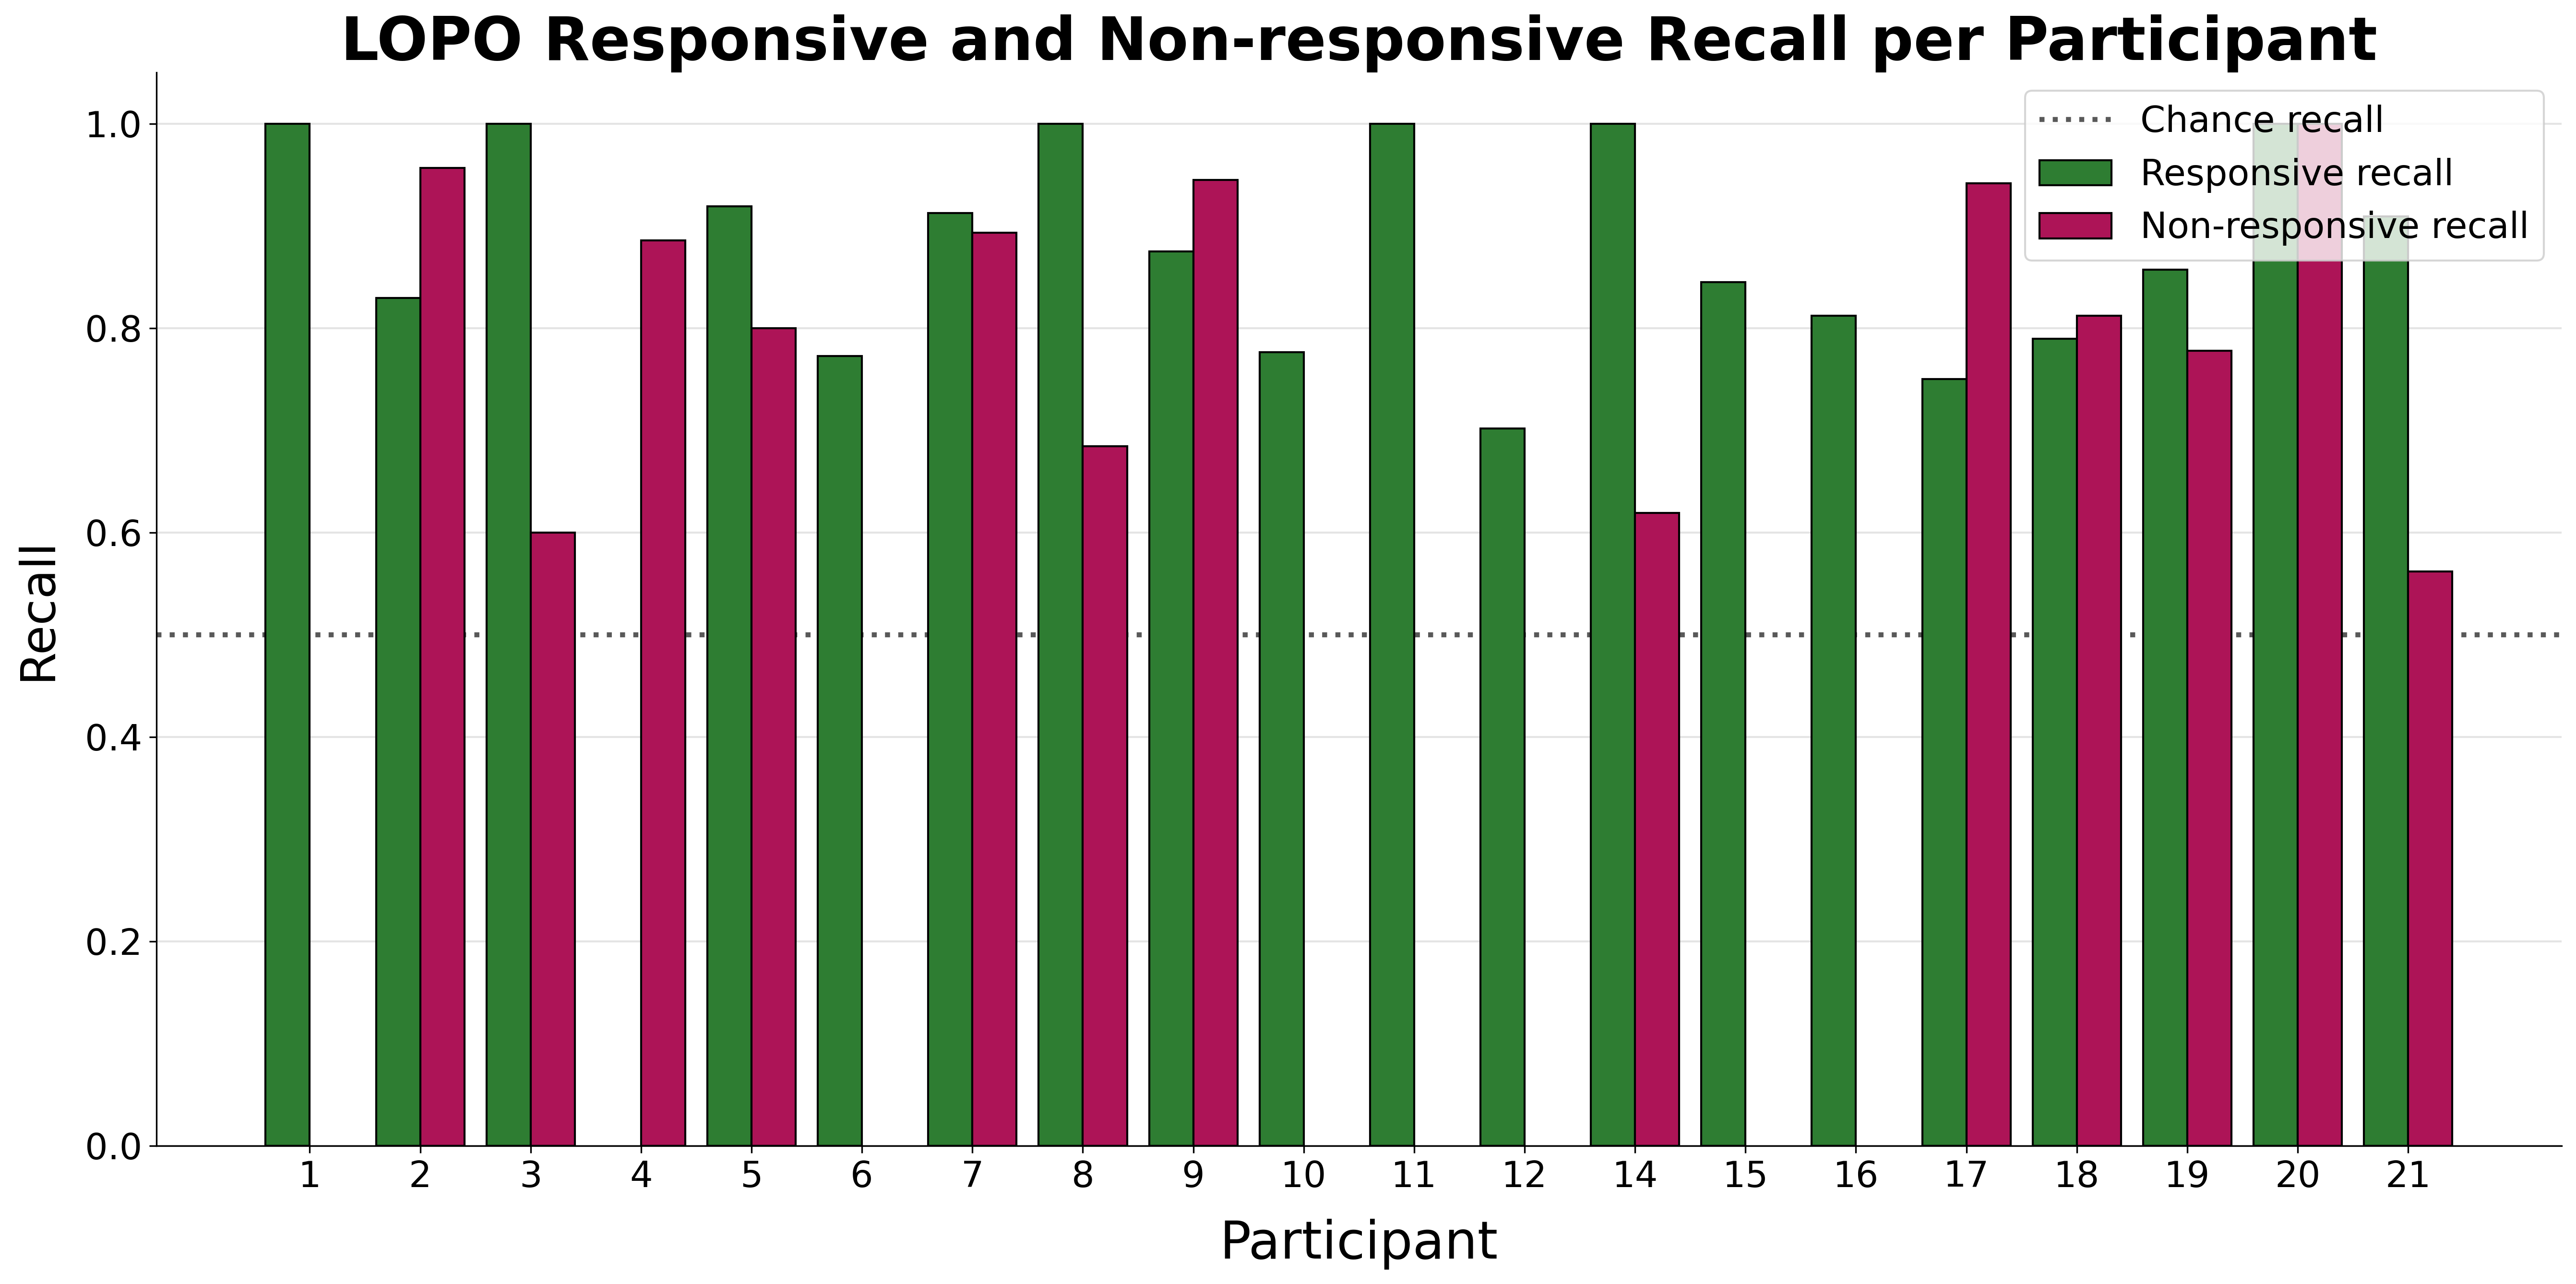 LOPO Responsive and Non-responsive Recall per Participant
Chance recall
Responsive recall
Non-responsive recall
Recall
1.0
0.8
0.6
0.4
0.2
0.0
1 2 3 4 5 6 7 8 9 10 11 12 14 15 16 17 18 19 20 21
Participant